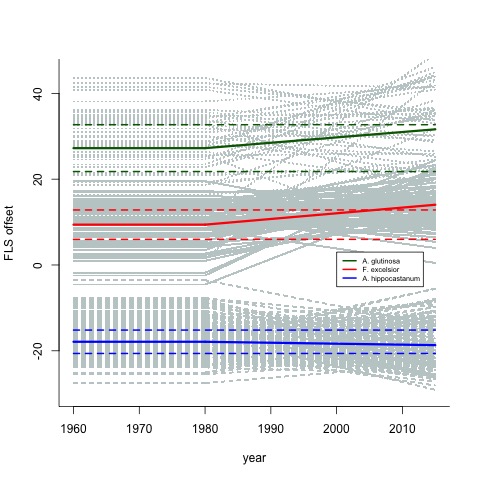 FLS offset
40
20
0
-20
A. glutinosa
F. excelsior
A. hippocastanum
1960 1970 1980 1990 2000 2010
year